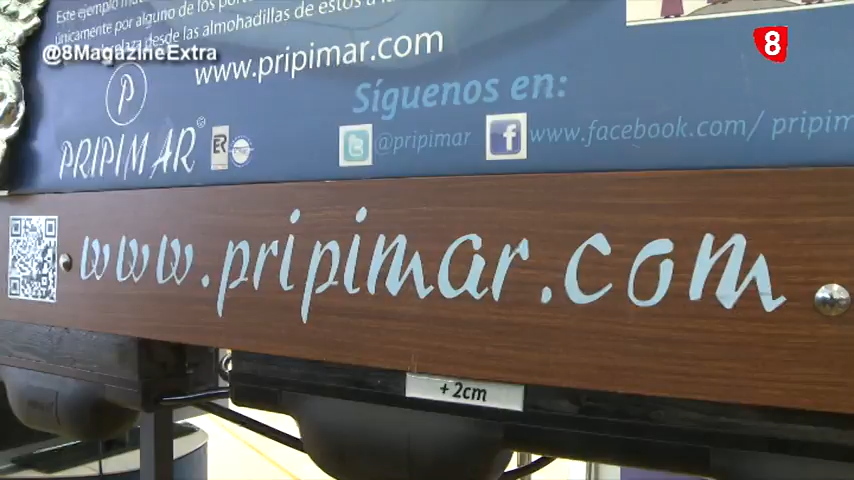 Este ejemplo
únicamente por alguno de los
desde las almohadillas de estos a
@8MagazineExtra
www.pripimar.com
8
Síguenos en:
P
PRIPIMAR©
ER
@pripimar
f
www.facebook.com/ pripim
www.pripimar.com
+2cm